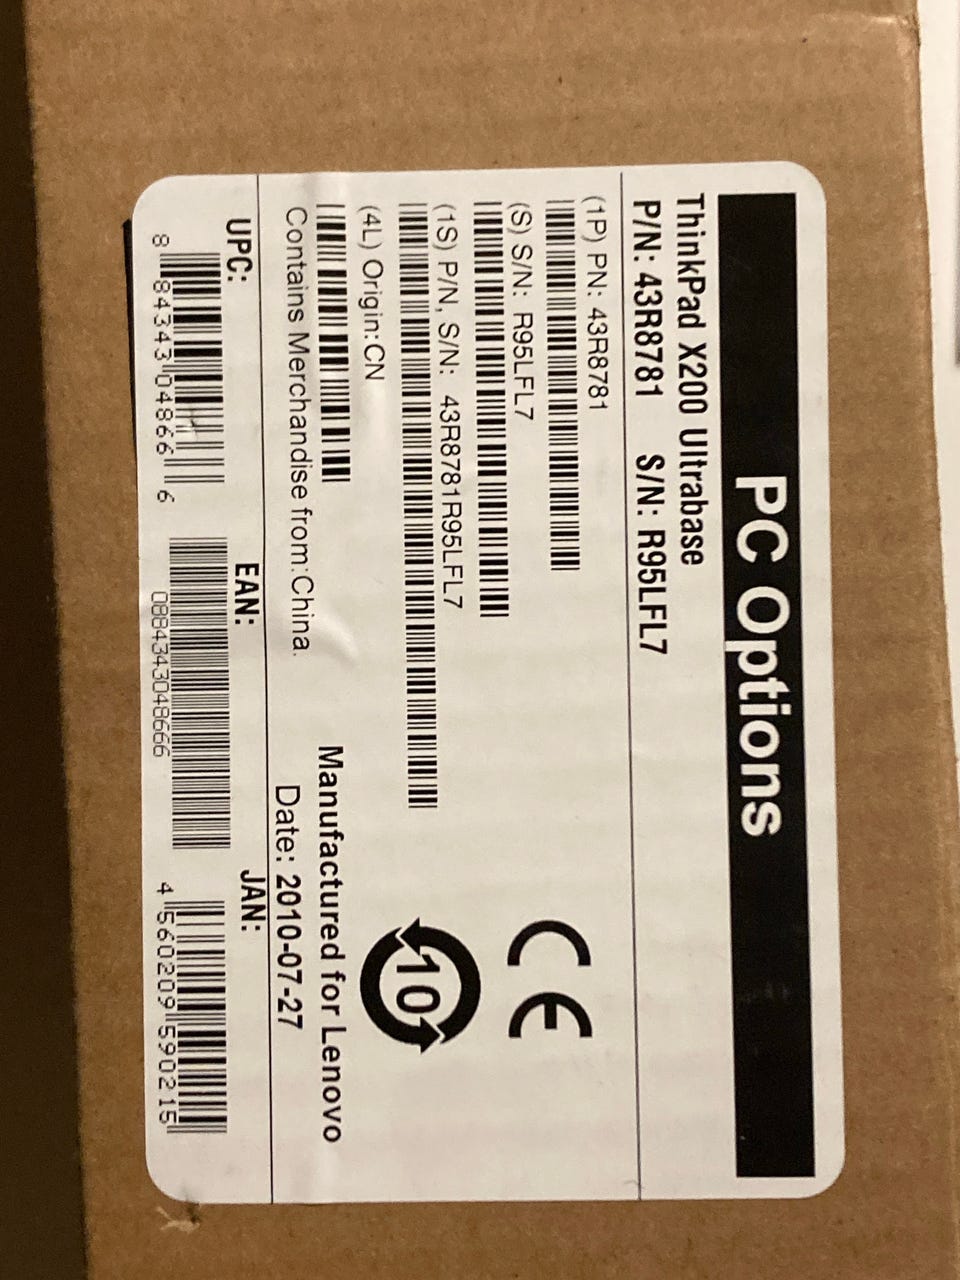 PC Options
ThinkPad X200 Ultrabase
P/N: 43R8781 S/N: R95LFL7
(1P) PN: 43R8781
(S) S/N: R95LFL7
(1S) P/N, S/N: 43R8781R95LFL7
(4L) Origin:CN
Contains Merchandise from:China.
CE
10
Manufactured for Lenovo
Date: 2010-07-27
UPC:
8 84343 04866 6
EAN:
0884343048666
JAN:
4 560209 590215